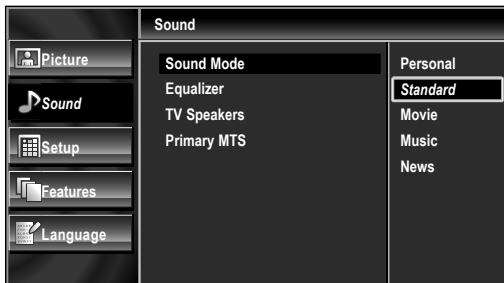 Sound
Picture
Sound
Setup
Features
Language
Sound Mode
Equalizer
TV Speakers
Primary MTS
Personal
Standard
Movie
Music
News